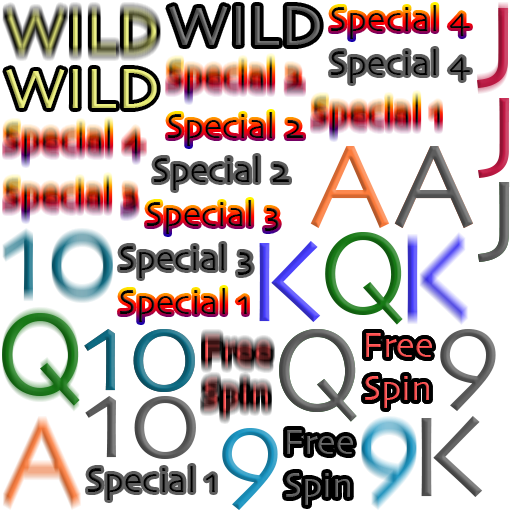 WILD WILD Special 4 J
WILD Special 2 Special 4
Special 4 Special 2 Special 1 J
Special 3 Special 2 A A J
Special 3
10 Special 3 K Q K
Special 1
Q 10 Free Spin Q Free Spin 9
A 10 Special 1 9 Free Spin 9 K